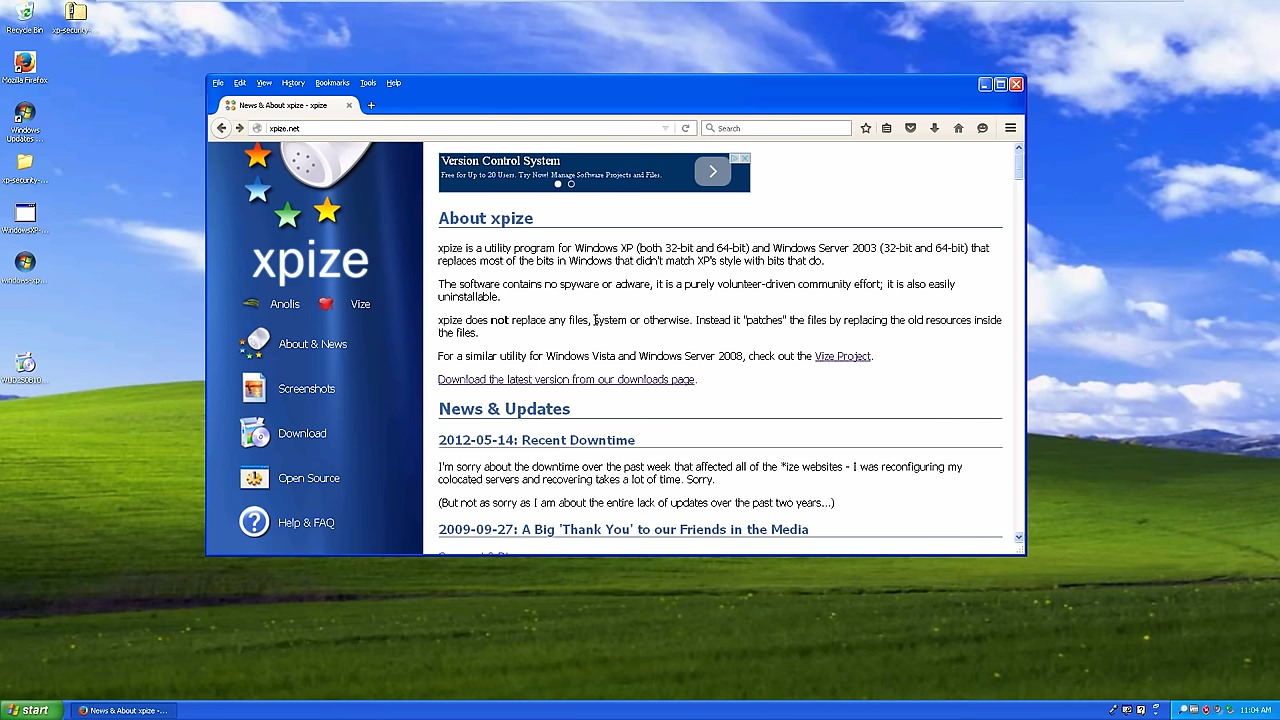 Recycle Bin
xp-security-...
Mozilla Firefox
Windows
Updates...
xp-security-...
WindowsXP-...
windows-xp...
File Edit View History Bookmarks Tools Help
News & About xpize - xpize
xpize.net
Search
xpize
Anolis Vize
About & News
Screenshots
Download
Open Source
Help & FAQ
Version Control System
Free for Up to 20 Users. Try Now! Manage Software Projects and Files.
About xpize
xpize is a utility program for Windows XP (both 32-bit and 64-bit) and Windows Server 2003 (32-bit and 64-bit) that
replaces most of the bits in Windows that didn't match XP's style with bits that do.
The software contains no spyware or adware, it is a purely volunteer-driven community effort; it is also easily
uninstallable.
xpize does not replace any files, system or otherwise. Instead it "patches" the files by replacing the old resources inside
the files.
For a similar utility for Windows Vista and Windows Server 2008, check out the Vize Project.
Download the latest version from our downloads page.
News & Updates
2012-05-14: Recent Downtime
I'm sorry about the downtime over the past week that affected all of the *ize websites - I was reconfiguring my
colocated servers and recovering takes a lot of time. Sorry.
(But not as sorry as I am about the entire lack of updates over the past two years...)
2009-09-27: A Big 'Thank You' to our Friends in the Media
start
News & About xpize -...
11:04 AM